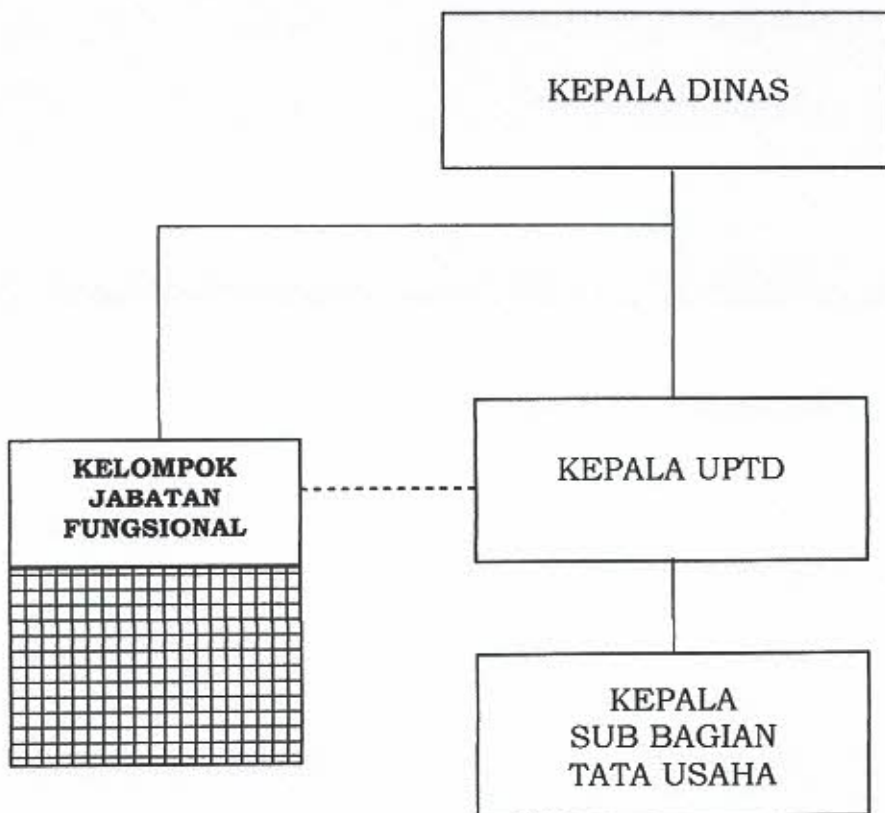 KEPALA DINAS
KELOMPOK
JABATAN
FUNGSIONAL
KEPALA UPTD
KEPALA
SUB BAGIAN
TATA USAHA